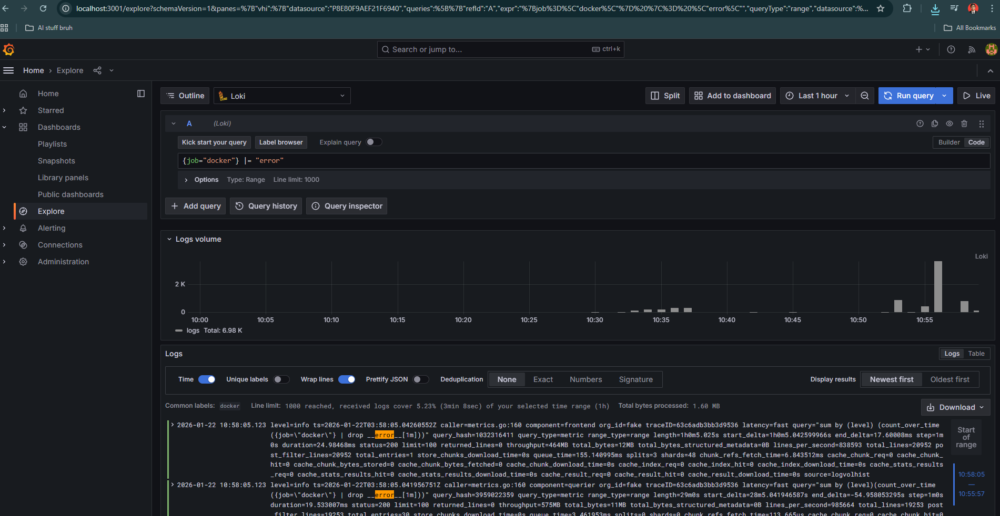 localhost:3001/explore?schemaVersion=1&panes=%7B"vhi":%7B"datasource":"P8E80F9AEF21F6940","queries":%5B%7B"refId":"A","expr":"%7Bjob%3D%5C"docker%5C"%7D%20%7C%3D%20%5C"error%5C"","queryType":"range","datasource":%...
AI stuff bruh
All Bookmarks
Search or jump to...
ctrl+k
Home › Explore
Home
Starred
Dashboards
Playlists
Snapshots
Library panels
Public dashboards
Explore
Alerting
Connections
Administration
Outline
Loki
Split
Add to dashboard
Last 1 hour
Run query
Live
A (Loki)
Kick start your query
Label browser
Explain query
Builder
Code
{job="docker"} |= "error"
Options Type: Range Line limit: 1000
+ Add query
Query history
Query inspector
Logs volume
Loki
2 K
0
10:00 10:05 10:10 10:15 10:20 10:25 10:30 10:35 10:40 10:45 10:50 10:55
logs Total: 6.98 K
Logs
Logs
Table
Time
Unique labels
Wrap lines
Prettify JSON
Deduplication
None
Exact
Numbers
Signature
Display results
Newest first
Oldest first
Common labels: docker Line limit: 1000 reached, received logs cover 5.23% (3min 8sec) of your selected time range (1h) Total bytes processed: 1.60 MB
Download
2026-01-22 10:58:05.123 level=info ts=2026-01-22T03:58:05.04260552Z caller=metrics.go:160 component=frontend org_id=fake traceID=63c6adb3bb3d9536 latency=fast query="sum by (level) (count_over_time
({job=\"docker\"} | drop __error__[1m]))" query_hash=1032316411 query_type=metric range_type=range length=1h0m5.025s start_delta=1h0m5.042599966s end_delta=17.60008ms step=1m
0s duration=24.98468ms status=200 limit=100 returned_lines=0 throughput=464MB total_bytes=12MB total_bytes_structured_metadata=0B lines_per_second=838593 total_lines=20952 po
st_filter_lines=20952 total_entries=1 store_chunks_download_time=0s queue_time=155.140995ms splits=3 shards=48 chunk_refs_fetch_time=6.843512ms cache_chunk_req=0 cache_chunk_
hit=0 cache_chunk_bytes_stored=0 cache_chunk_bytes_fetched=0 cache_chunk_download_time=0s cache_index_req=0 cache_index_hit=0 cache_index_download_time=0s cache_stats_results
_req=0 cache_stats_results_hit=0 cache_stats_results_download_time=0s cache_result_req=0 cache_result_hit=0 cache_result_download_time=0s source=logvolhist
2026-01-22 10:58:05.123 level=info ts=2026-01-22T03:58:05.041956751Z caller=metrics.go:160 component=querier org_id=fake traceID=63c6adb3bb3d9536 latency=fast query="sum by (level)(count_over_time
({job=\"docker\"} | drop __error__[1m]))" query_hash=3959022359 query_type=metric range_type=range length=29m0s start_delta=28m5.041946587s end_delta=-54.958053295s step=1m0s
duration=19.533007ms status=200 limit=100 returned_lines=0 throughput=575MB total_bytes=11MB total_bytes_structured_metadata=0B lines_per_second=985664 total_lines=19253 post
_filter_lines=19253 total_entries=30 store_chunks_download_time=0s queue_time=3.461953ms splits=0 shards=0 chunk_refs_fetch_time=113.665us cache_chunk_req=0 cache_chunk_hit=0
Start
of
range
10:58:05
—
10:55:57